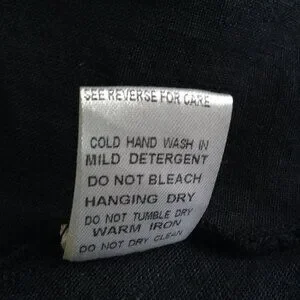 SEE REVERSE FOR CARE
COLD HAND WASH IN
MILD DETERGENT
DO NOT BLEACH
HANGING DRY
DO NOT TUMBLE DRY
WARM IRON
DO NOT DRY CLEAN